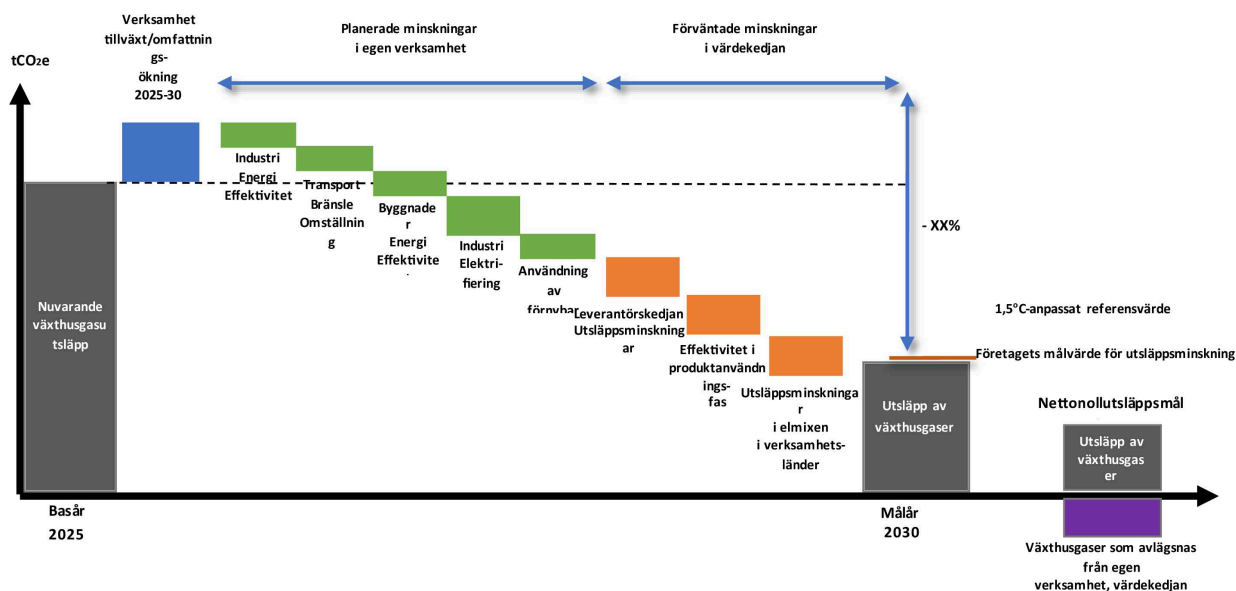 Verksamhet
tillväxt/omfattnin
gs-
ökning
2025-30
Planerade minskningar
i egen verksamhet
Förväntade minskningar
i värdekedjan
tCO2e
Industri
Energi
Effektivitet
Transport
Bränsle
Omställnin
g
Byggnade
r
Energi
Effektivite
Industri
Elektri-
fiering
Användning
av
förnybar
Leverantörskedjan
Utsläppsminskning
ar
Effektivitet i
produktanvändn
ings-
fas
Utsläppsminskninga
r
i elmixen
i verksamhets-
länder
- XX%
1,5°C-anpassat referensvärde
Företagets målvärde för utsläppsminskning
Nuvarande
växthusgasu
tsläpp
Utsläpp av
växthusgaser
Nettonollutsläppsmål
Utsläpp av
växthusgas
er
Basår
2025
Målår
2030
Växthusgaser som avlägsnas
från egen
verksamhet, värdekedjan